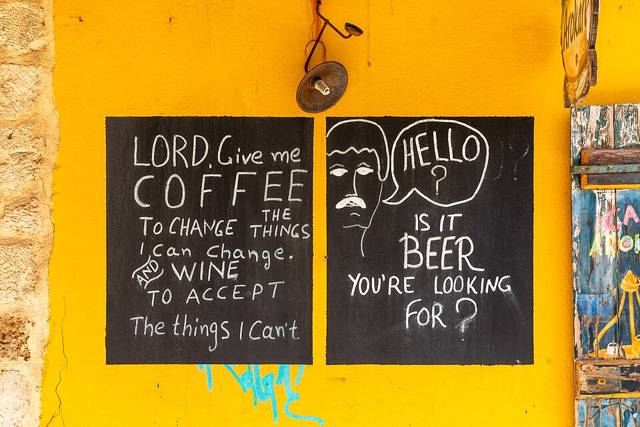 LORD, Give me
COFFEE
TO CHANGE THE THINGS
I Can Change.
AND WINE
TO ACCEPT
The things I Can't
HELLO
?
IS IT
BEER
YOU'RE LOOKING
FOR?